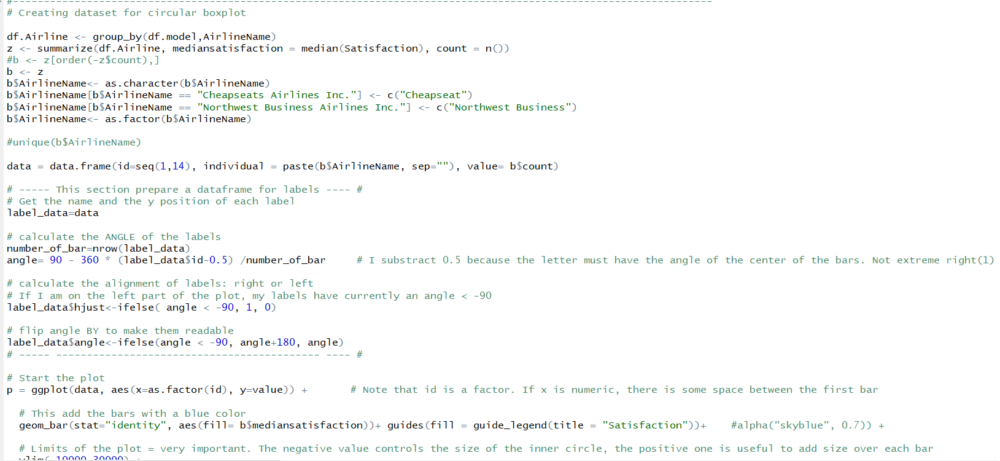 #------------------------------------------------------------------------------------------------------------------
# Creating dataset for circular boxplot
df.Airline <- group_by(df.model,AirlineName)
z <- summarize(df.Airline, mediansatisfaction = median(Satisfaction), count = n())
#b <- z[order(-z$count),]
b <- z
b$AirlineName<- as.character(b$AirlineName)
b$AirlineName[b$AirlineName == "Cheapseats Airlines Inc."] <- c("Cheapseat")
b$AirlineName[b$AirlineName == "Northwest Business Airlines Inc."] <- c("Northwest Business")
b$AirlineName<- as.factor(b$AirlineName)
#unique(b$AirlineName)
data = data.frame(id=seq(1,14), individual = paste(b$AirlineName, sep=""), value= b$count)
# ----- This section prepare a dataframe for labels ---- #
# Get the name and the y position of each label
label_data=data
# calculate the ANGLE of the labels
number_of_bar=nrow(label_data)
angle= 90 - 360 * (label_data$id-0.5) /number_of_bar     # I substract 0.5 because the letter must have the angle of the center of the bars. Not extreme right(1)
# calculate the alignment of labels: right or left
# If I am on the left part of the plot, my labels have currently an angle < -90
label_data$hjust<-ifelse( angle < -90, 1, 0)
# flip angle BY to make them readable
label_data$angle<-ifelse(angle < -90, angle+180, angle)
# ----- ------------------------------------------- ---- #
# Start the plot
p = ggplot(data, aes(x=as.factor(id), y=value)) +       # Note that id is a factor. If x is numeric, there is some space between the first bar
  # This add the bars with a blue color
  geom_bar(stat="identity", aes(fill= b$mediansatisfaction))+ guides(fill = guide_legend(title = "Satisfaction"))+    #alpha("skyblue", 0.7)) +
  # Limits of the plot = very important. The negative value controls the size of the inner circle, the positive one is useful to add size over each bar
  ylim(-10000,30000) +